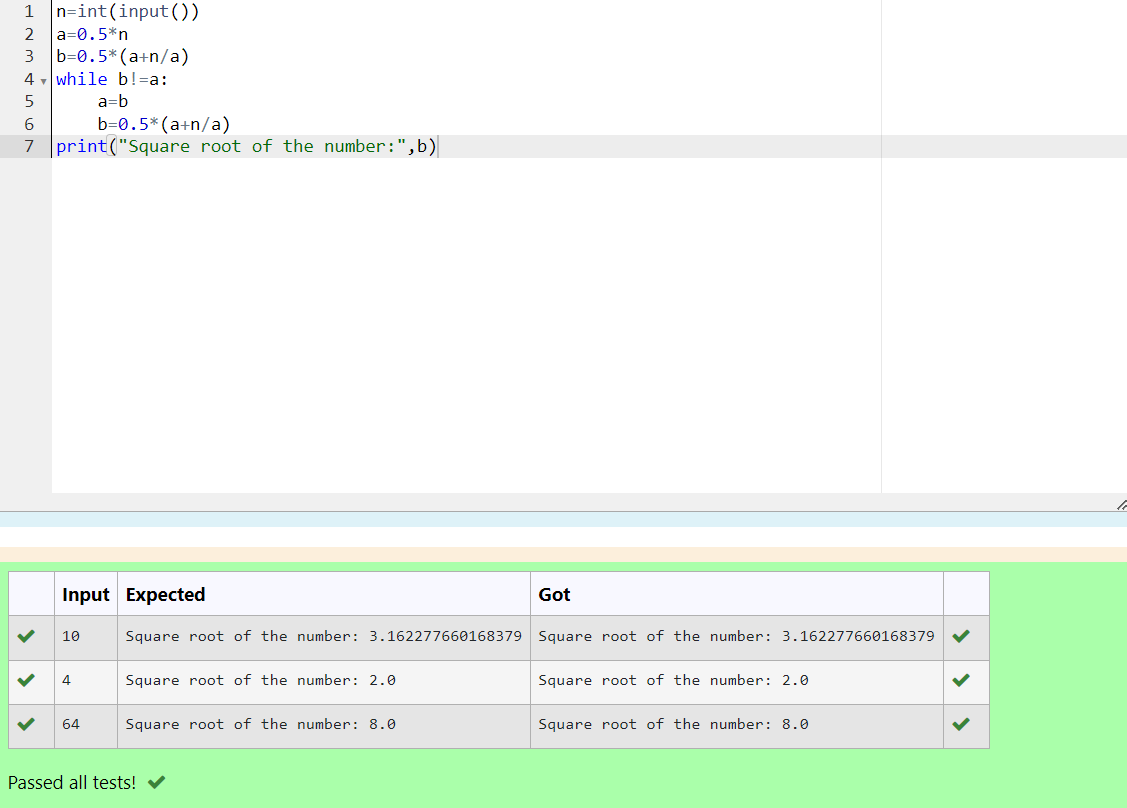 1 n=int(input())
2 a=0.5*n
3 b=0.5*(a+n/a)
4 while b!=a:
5     a=b
6     b=0.5*(a+n/a)
7 print("Square root of the number:",b)
Input Expected Got
10 Square root of the number: 3.162277660168379 Square root of the number: 3.162277660168379
4 Square root of the number: 2.0 Square root of the number: 2.0
64 Square root of the number: 8.0 Square root of the number: 8.0
Passed all tests!